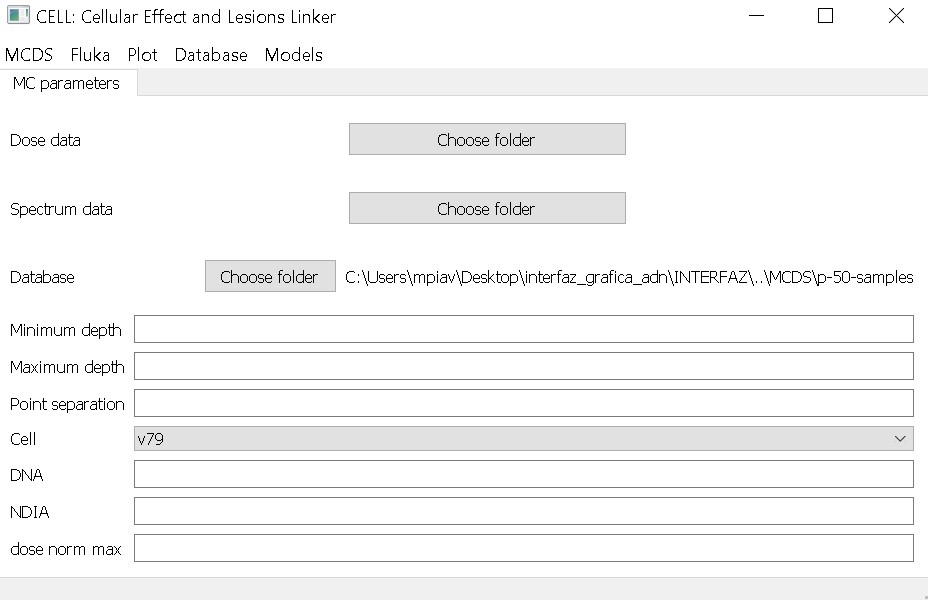 CELL: Cellular Effect and Lesions Linker
MCDS Fluka Plot Database Models
MC parameters
Dose data Choose folder
Spectrum data Choose folder
Database Choose folder C:\Users\mpiav\Desktop\interfaz_grafica_adn\INTERFAZ\..\MCDS\p-50-samples
Minimum depth
Maximum depth
Point separation
Cell v79
DNA
NDIA
dose norm max